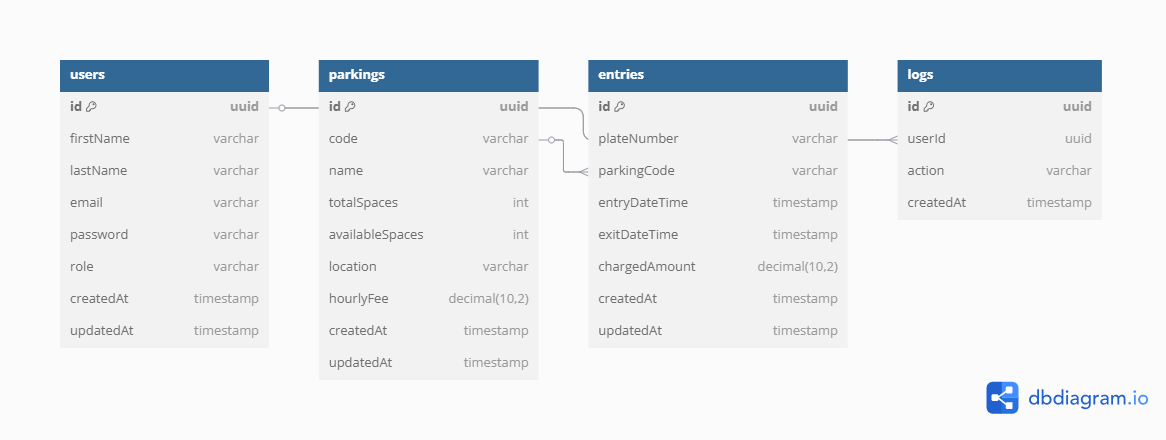 users
id uuid
firstName varchar
lastName varchar
email varchar
password varchar
role varchar
createdAt timestamp
updatedAt timestamp
parkings
id uuid
code varchar
name varchar
totalSpaces int
availableSpaces int
location varchar
hourlyFee decimal(10,2)
createdAt timestamp
updatedAt timestamp
entries
id uuid
plateNumber varchar
parkingCode varchar
entryDateTime timestamp
exitDateTime timestamp
chargedAmount decimal(10,2)
createdAt timestamp
updatedAt timestamp
logs
id uuid
userId uuid
action varchar
createdAt timestamp
dbdiagram.io